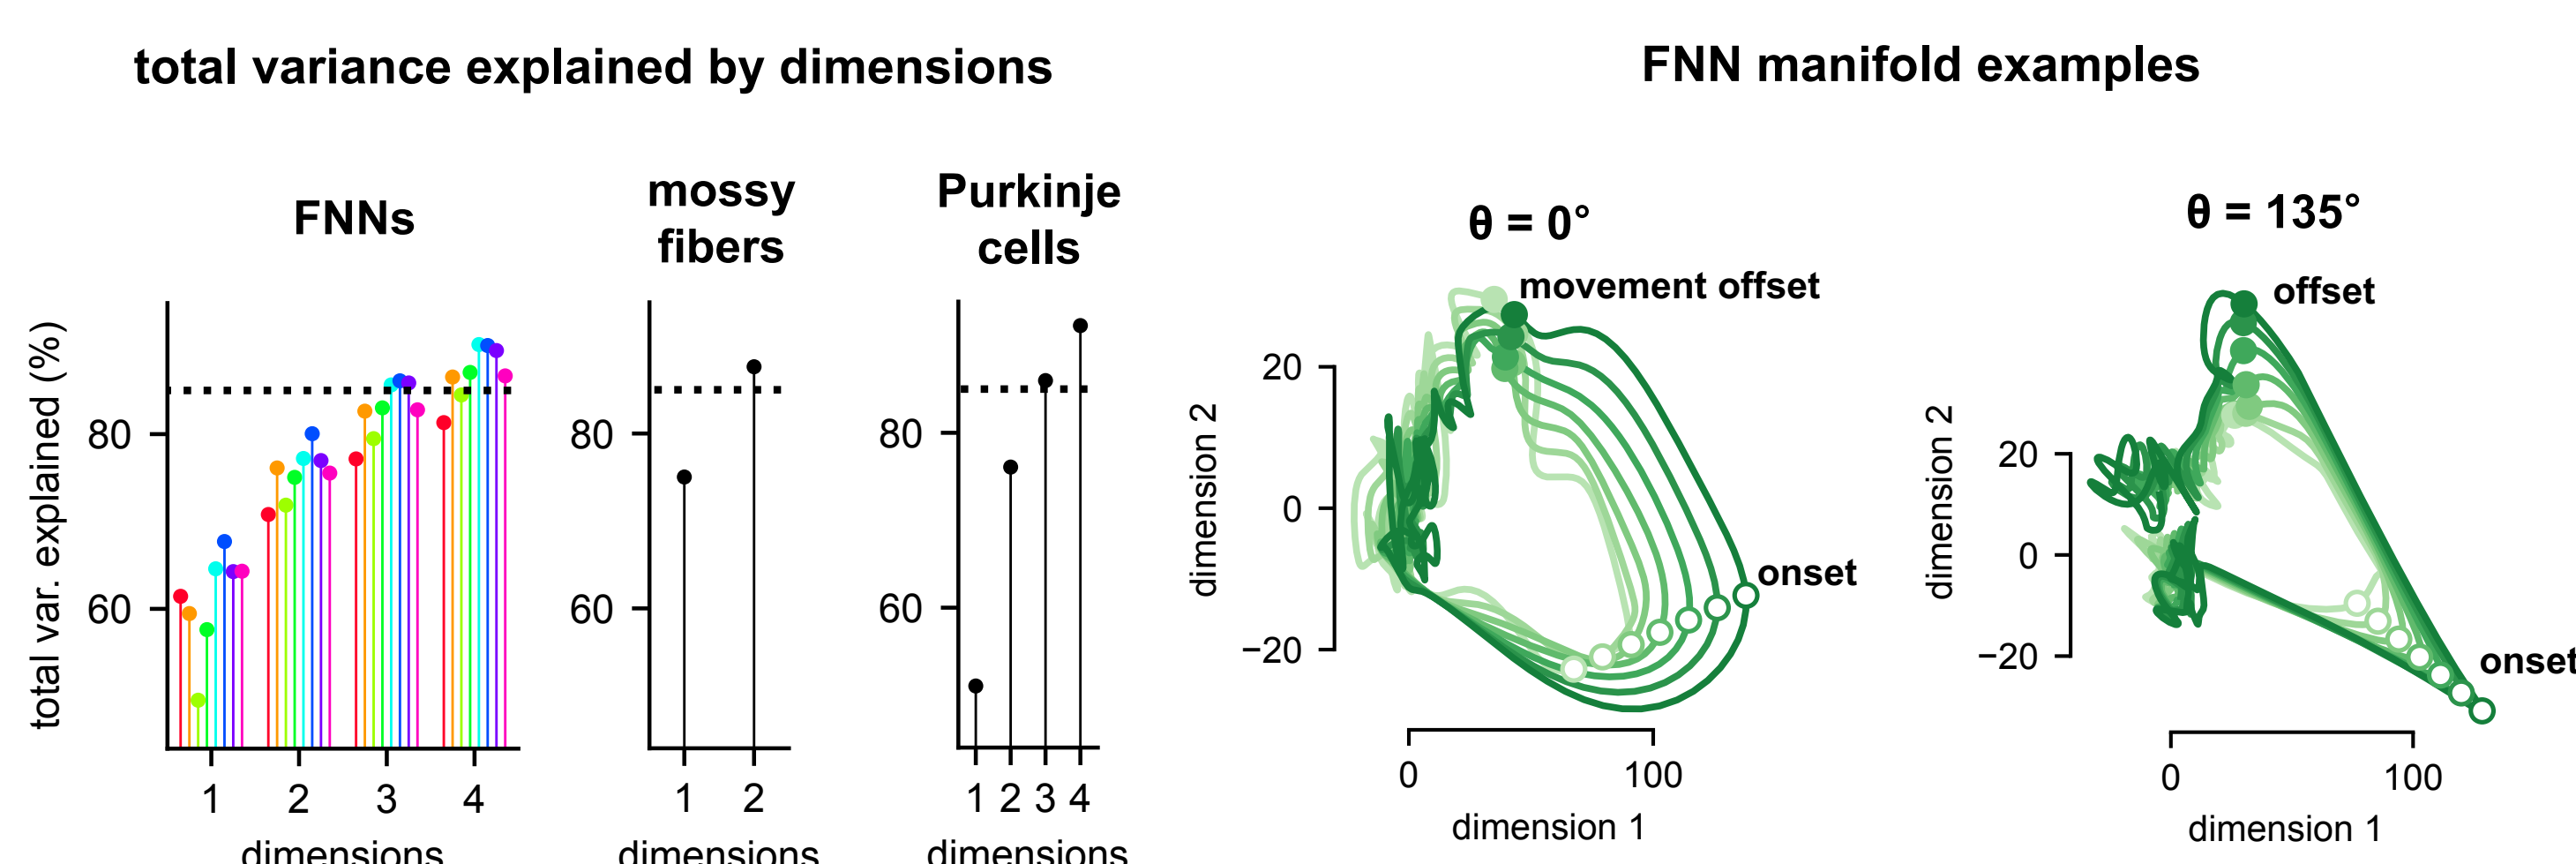 total variance explained by dimensions
FNN manifold examples
FNNs
mossy
fibers
Purkinje
cells
θ = 0°
θ = 135°
total var. explained (%)
80
60
1 2 3 4
dimensions
80
60
1 2
dimensions
80
60
1 2 3 4
dimensions
movement offset
onset
dimension 2
20
0
−20
0 100
dimension 1
offset
onset
dimension 2
20
0
−20
0 100
dimension 1